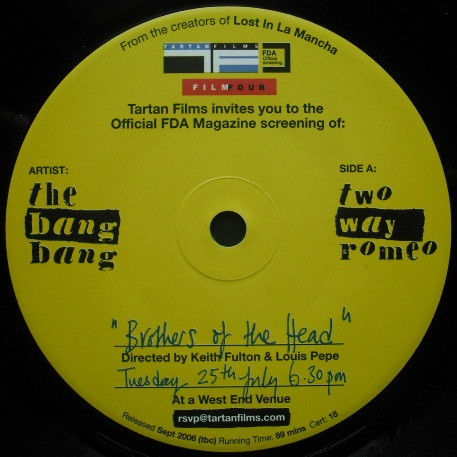 From the creators of Lost In La Mancha
TARTAN FILMS
FDA
Official
screening
FILMFOUR
Tartan Films invites you to the
Official FDA Magazine screening of:
ARTIST:
the
bang
bang
SIDE A:
two
way
romeo
"Brothers of the Head"
Directed by Keith Fulton & Louis Pepe
Tuesday 25th July 6.30pm
At a West End Venue
rsvp@tartanfilms.com
Released Sept 2006 (tbc) Running Time: 89 mins Cert: 18